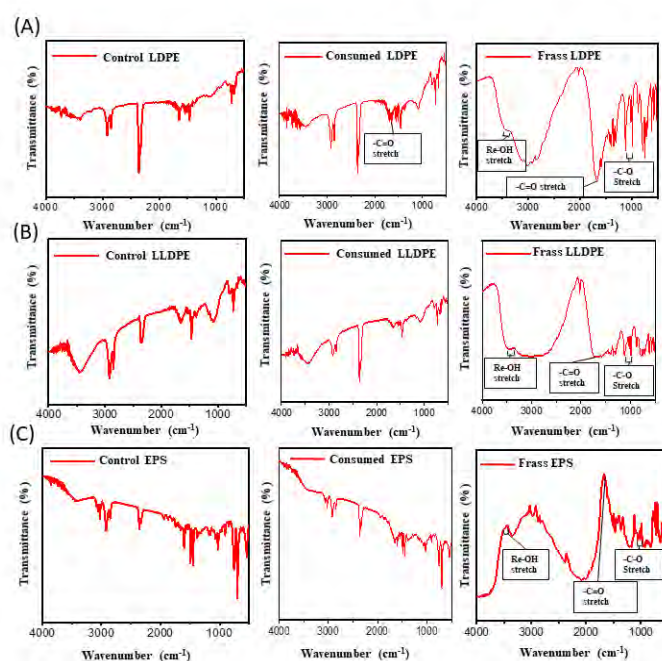 (A)
Control LDPE
Transmittance (%)
4000 3000 2000 1000
Wavenumber (cm⁻¹)
Consumed LDPE
-C=O
stretch
Transmittance (%)
4000 3000 2000 1000
Wavenumber (cm⁻¹)
Frass LDPE
Re-OH
stretch
-C=O stretch
-C-O
Stretch
Transmittance (%)
4000 3000 2000 1000
Wavenumber (cm⁻¹)
(B)
Control LLDPE
Transmittance (%)
4000 3000 2000 1000
Wavenumber (cm⁻¹)
Consumed LLDPE
Transmittance (%)
4000 3000 2000 1000
Wavenumber (cm⁻¹)
Frass LLDPE
Re-OH
stretch
-C=O
stretch
-C-O
Stretch
Transmittance (%)
4000 3000 2000 1000
Wavenumber (cm⁻¹)
(C)
Control EPS
Transmittance (%)
4000 3000 2000 1000
Wavenumber (cm⁻¹)
Consumed EPS
Transmittance (%)
4000 3000 2000 1000
Wavenumber (cm⁻¹)
Frass EPS
Re-OH
stretch
-C=O
stretch
-C-O
Stretch
Transmittance (%)
4000 3000 2000 1000
Wavenumber (cm⁻¹)